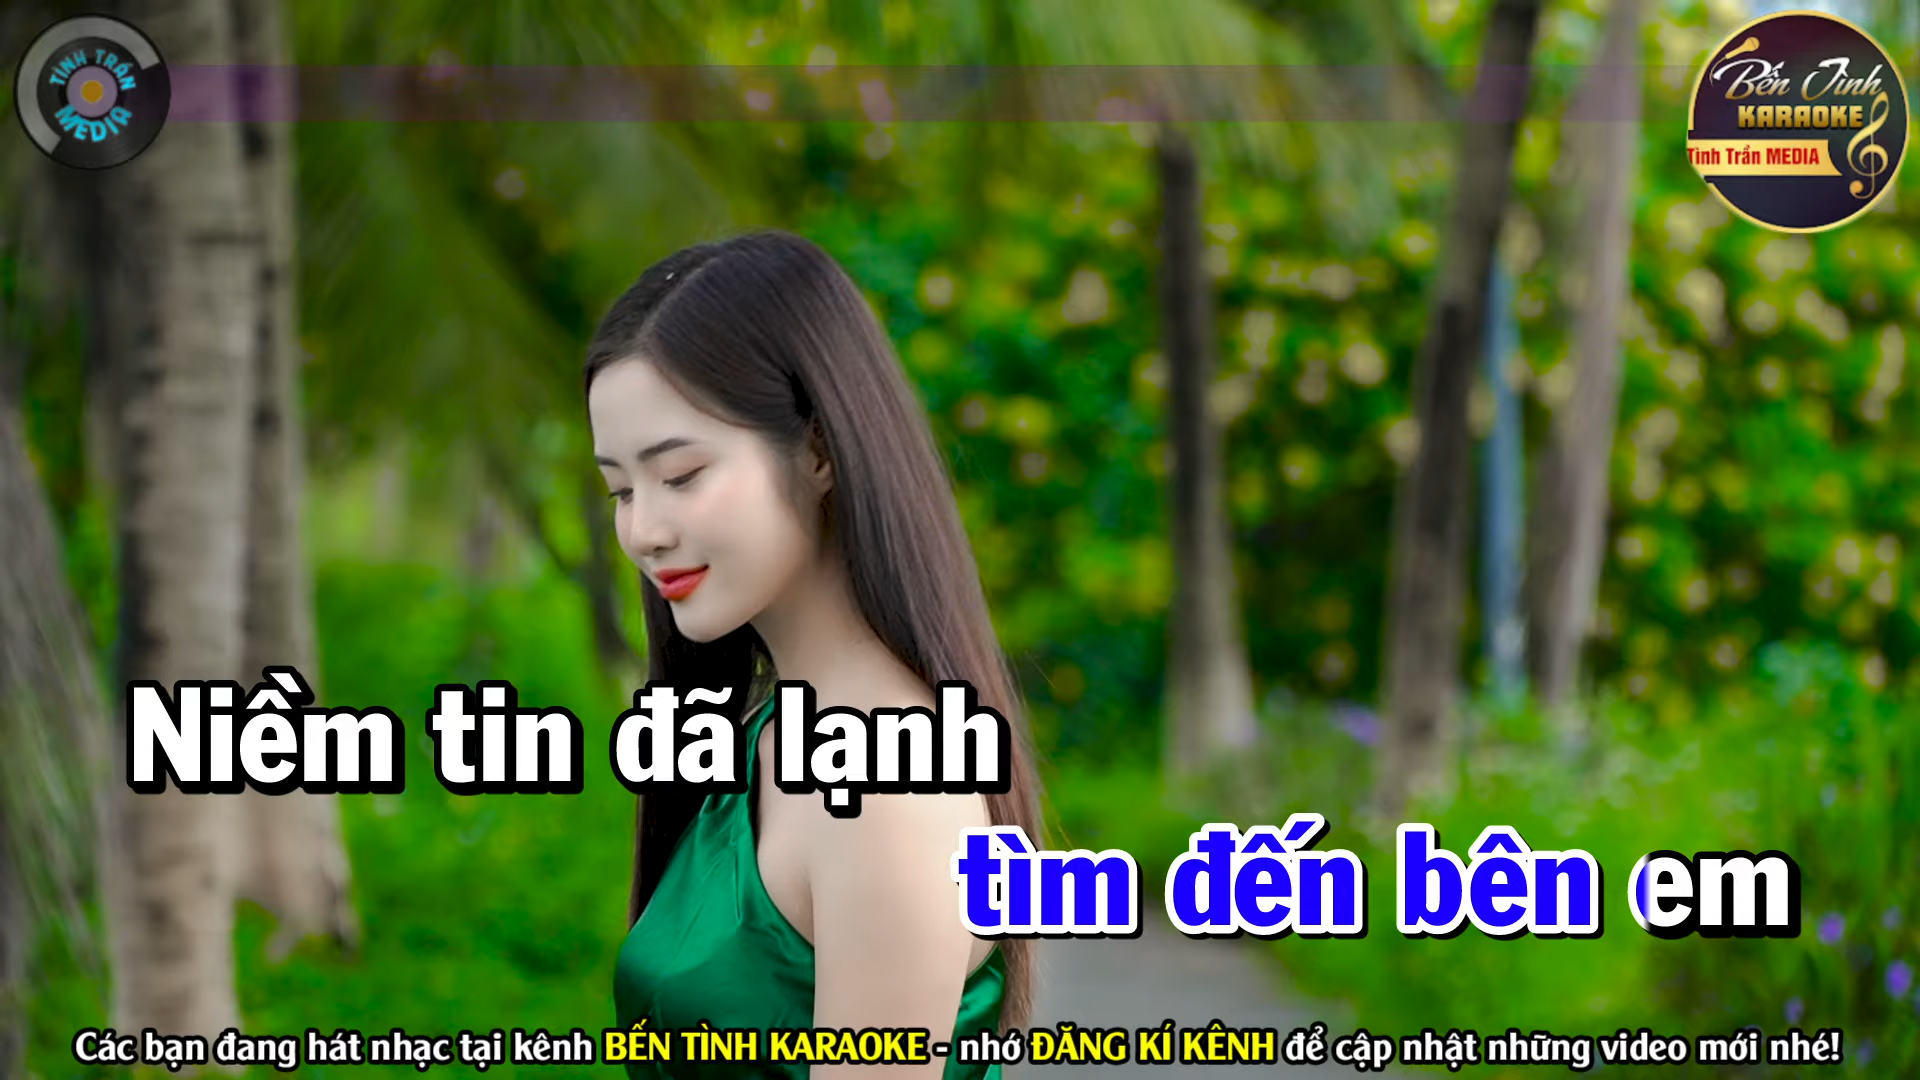 TÌNH TRẦN
MEDIA
Bến Tình
KARAOKE
Tình Trần MEDIA
Niềm tin đã lạnh
tìm đến bên em
Các bạn đang hát nhạc tại kênh BẾN TÌNH KARAOKE - nhớ ĐĂNG KÍ KÊNH để cập nhật những video mới nhé!